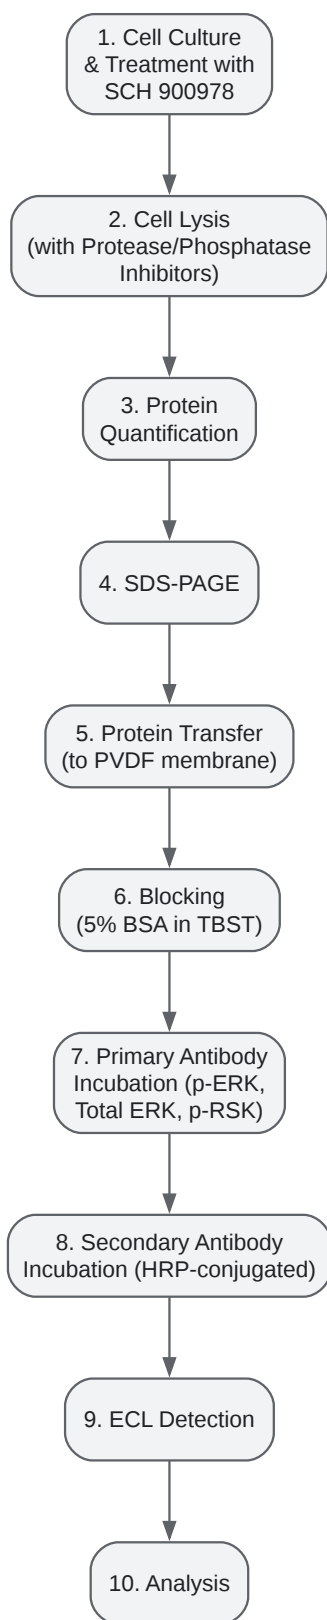 1. Cell Culture
& Treatment with
SCH 900978
2. Cell Lysis
(with Protease/Phosphatase
Inhibitors)
3. Protein
Quantification
4. SDS-PAGE
5. Protein Transfer
(to PVDF membrane)
6. Blocking
(5% BSA in TBST)
7. Primary Antibody
Incubation (p-ERK,
Total ERK, p-RSK)
8. Secondary Antibody
Incubation (HRP-conjugated)
9. ECL Detection
10. Analysis